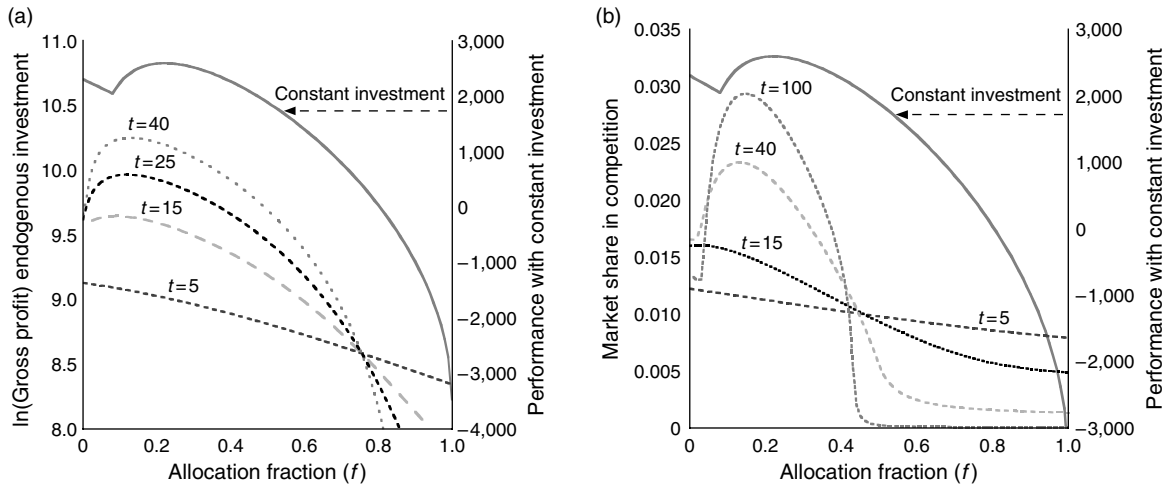 (a)
ln(Gross profit) endogenous investment
11.0
10.5
10.0
9.5
9.0
8.5
8.0
3,000
2,000
1,000
0
−1,000
−2,000
−3,000
−4,000
Performance with constant investment
Constant investment
t=40
t=25
t=15
t=5
0
0.2
0.4
0.6
0.8
1.0
Allocation fraction (f)
(b)
Market share in competition
0.035
0.030
0.025
0.020
0.015
0.010
0.005
0
3,000
2,000
1,000
0
−1,000
−2,000
−3,000
Performance with constant investment
Constant investment
t=100
t=40
t=15
t=5
0
0.2
0.4
0.6
0.8
1.0
Allocation fraction (f)